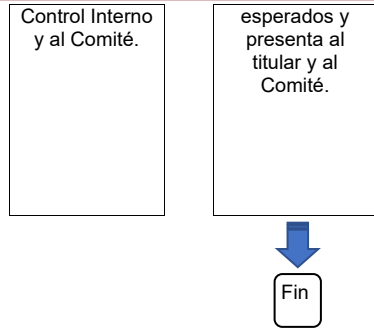 Control Interno
y al Comité.
esperados y
presenta al
titular y al
Comité.
Fin